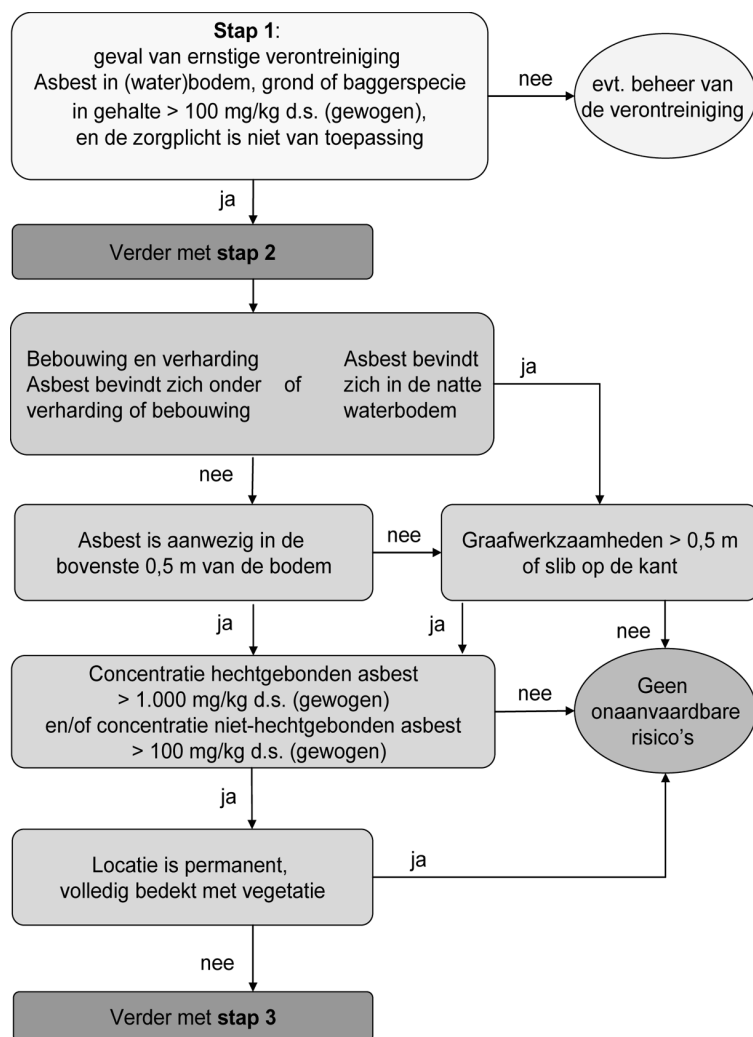 Stap 1:
geval van ernstige verontreiniging
Asbest in (water)bodem, grond of baggerspecie
in gehalte > 100 mg/kg d.s. (gewogen),
en de zorgplicht is niet van toepassing
nee
evt. beheer van
de verontreiniging
ja
Verder met stap 2
Bebouwing en verharding
Asbest bevindt zich onder
verharding of bebouwing
of
Asbest bevindt
zich in de natte
waterbodem
ja
nee
Asbest is aanwezig in de
bovenste 0,5 m van de bodem
nee
Graafwerkzaamheden > 0,5 m
of slib op de kant
ja
ja
nee
Concentratie hechtgebonden asbest
> 1.000 mg/kg d.s. (gewogen)
en/of concentratie niet-hechtgebonden asbest
> 100 mg/kg d.s. (gewogen)
nee
Geen
onaanvaardbare
risico's
ja
Locatie is permanent,
volledig bedekt met vegetatie
ja
nee
Verder met stap 3